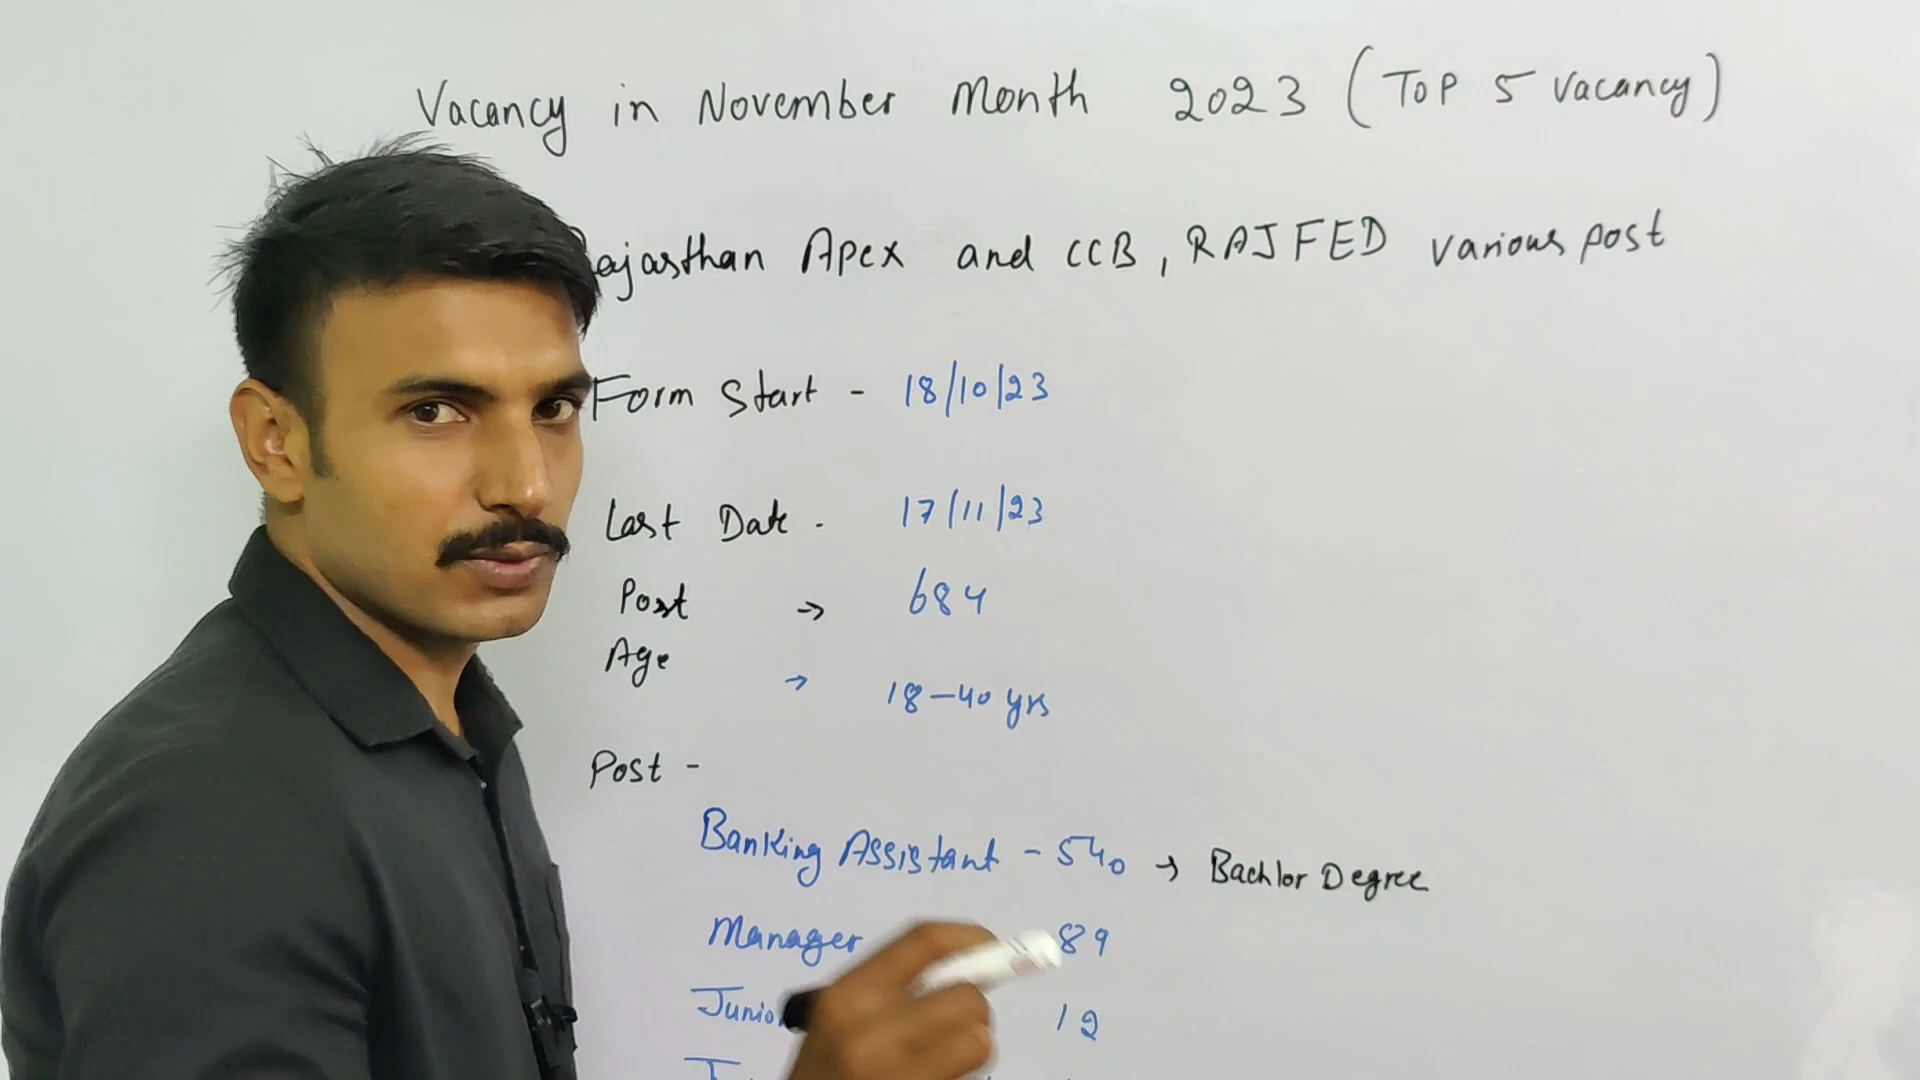 Vacancy in November Month 2023 (Top 5 Vacancy)
Rajasthan Apex and CCB, RAJFED various post
Form Start - 18/10/23
Last Date - 17/11/23
Post → 684
Age → 18-40 yrs
Post -
Banking Assistant - 540 → Bachlor Degree
Manager 89
12